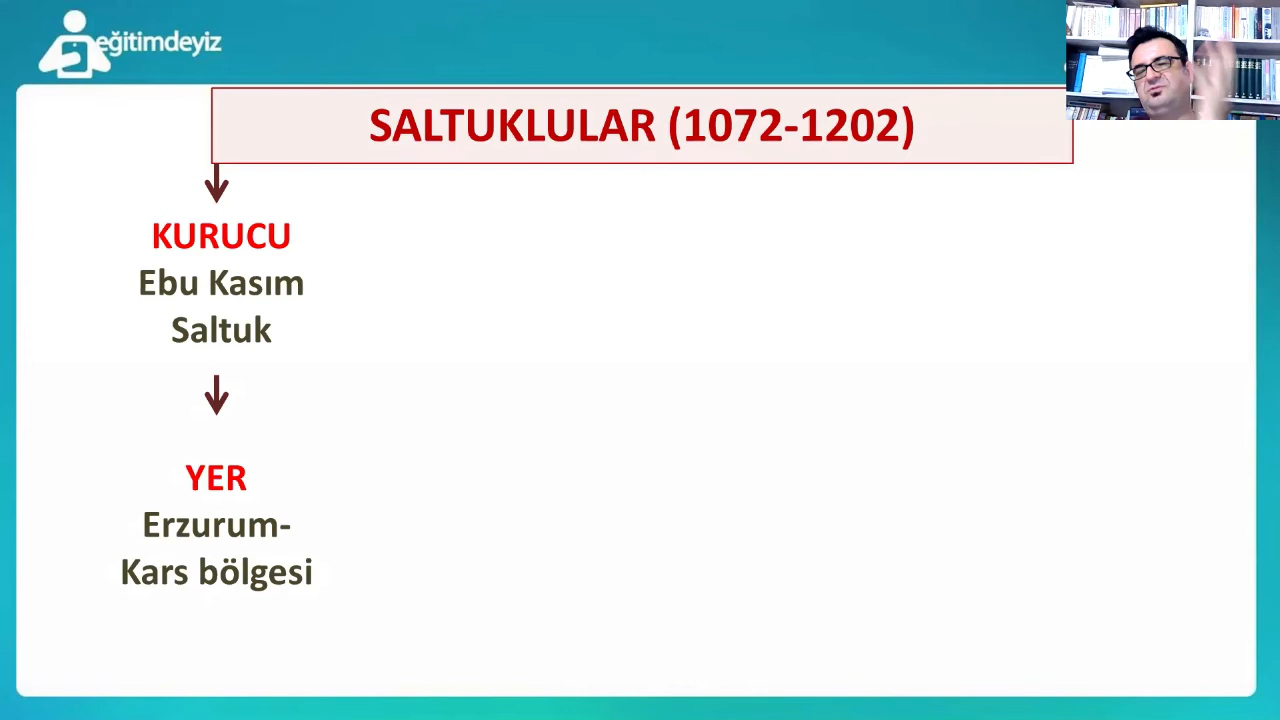 eğitimdeyiz
SALTUKLULAR (1072-1202)
KURUCU
Ebu Kasım
Saltuk
YER
Erzurum-
Kars bölgesi